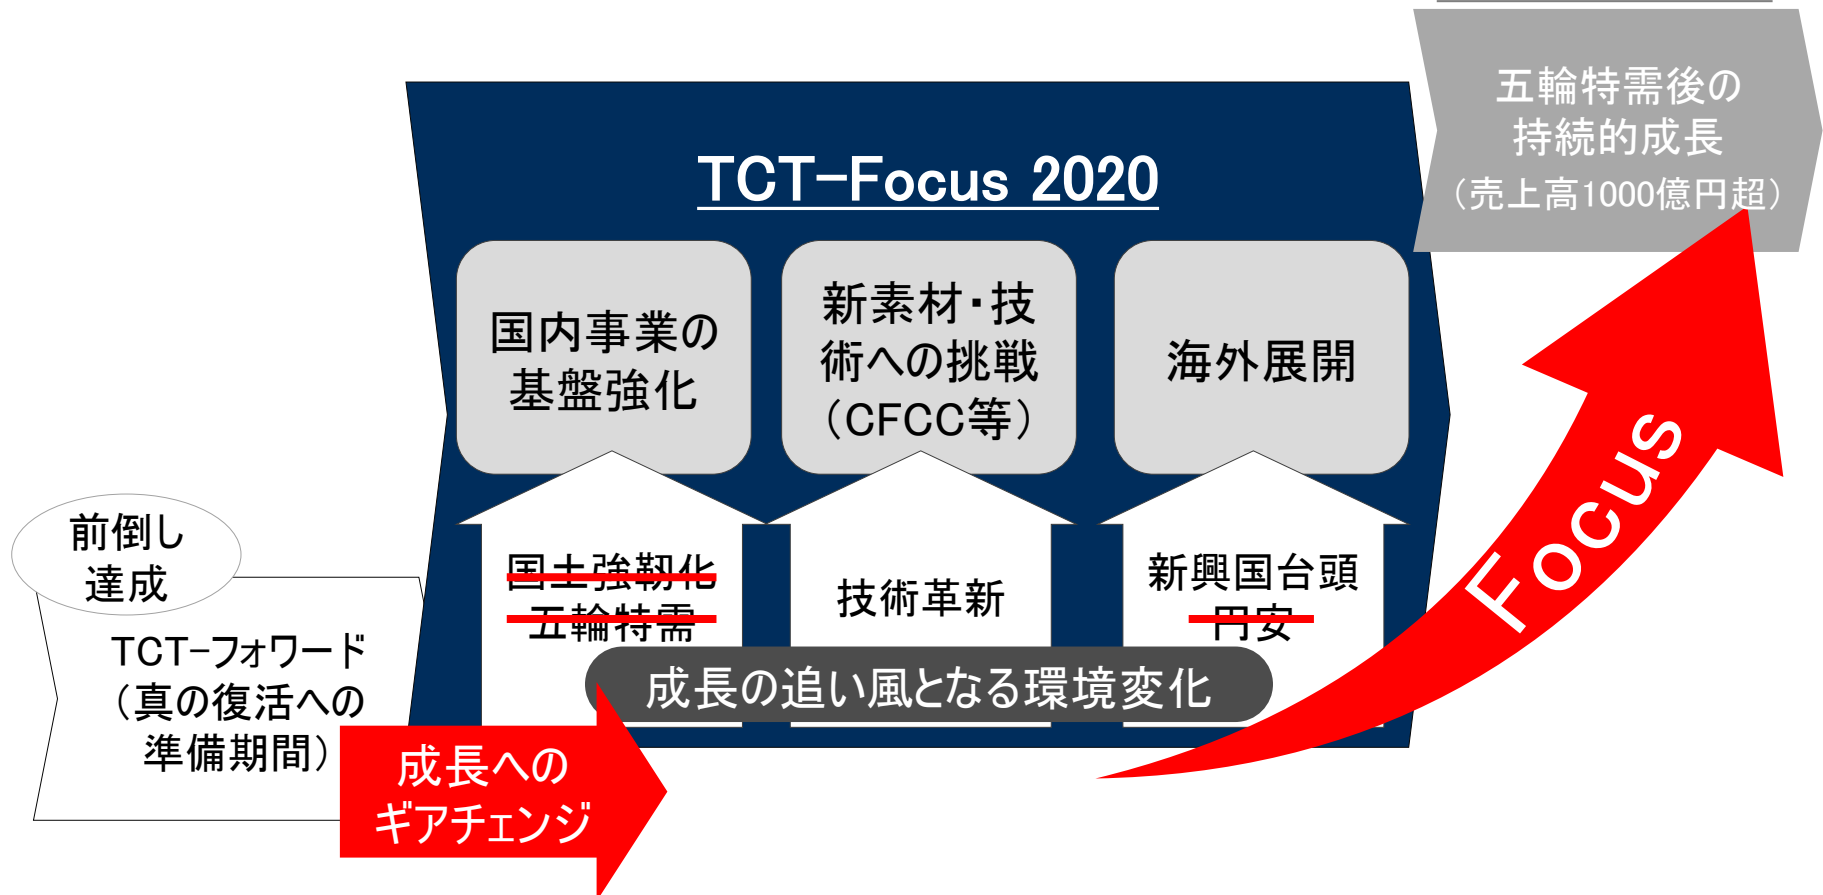 五輪特需後の
持続的成長
（売上高1000億円超）
TCT-Focus 2020
国内事業の
基盤強化
新素材・技
術への挑戦
（CFCC等）
海外展開
国土強靭化
五輪特需
技術革新
新興国台頭
円安
成長の追い風となる環境変化
前倒し
達成
TCT-フォワード
（真の復活への
準備期間）
成長への
ギアチェンジ
Focus